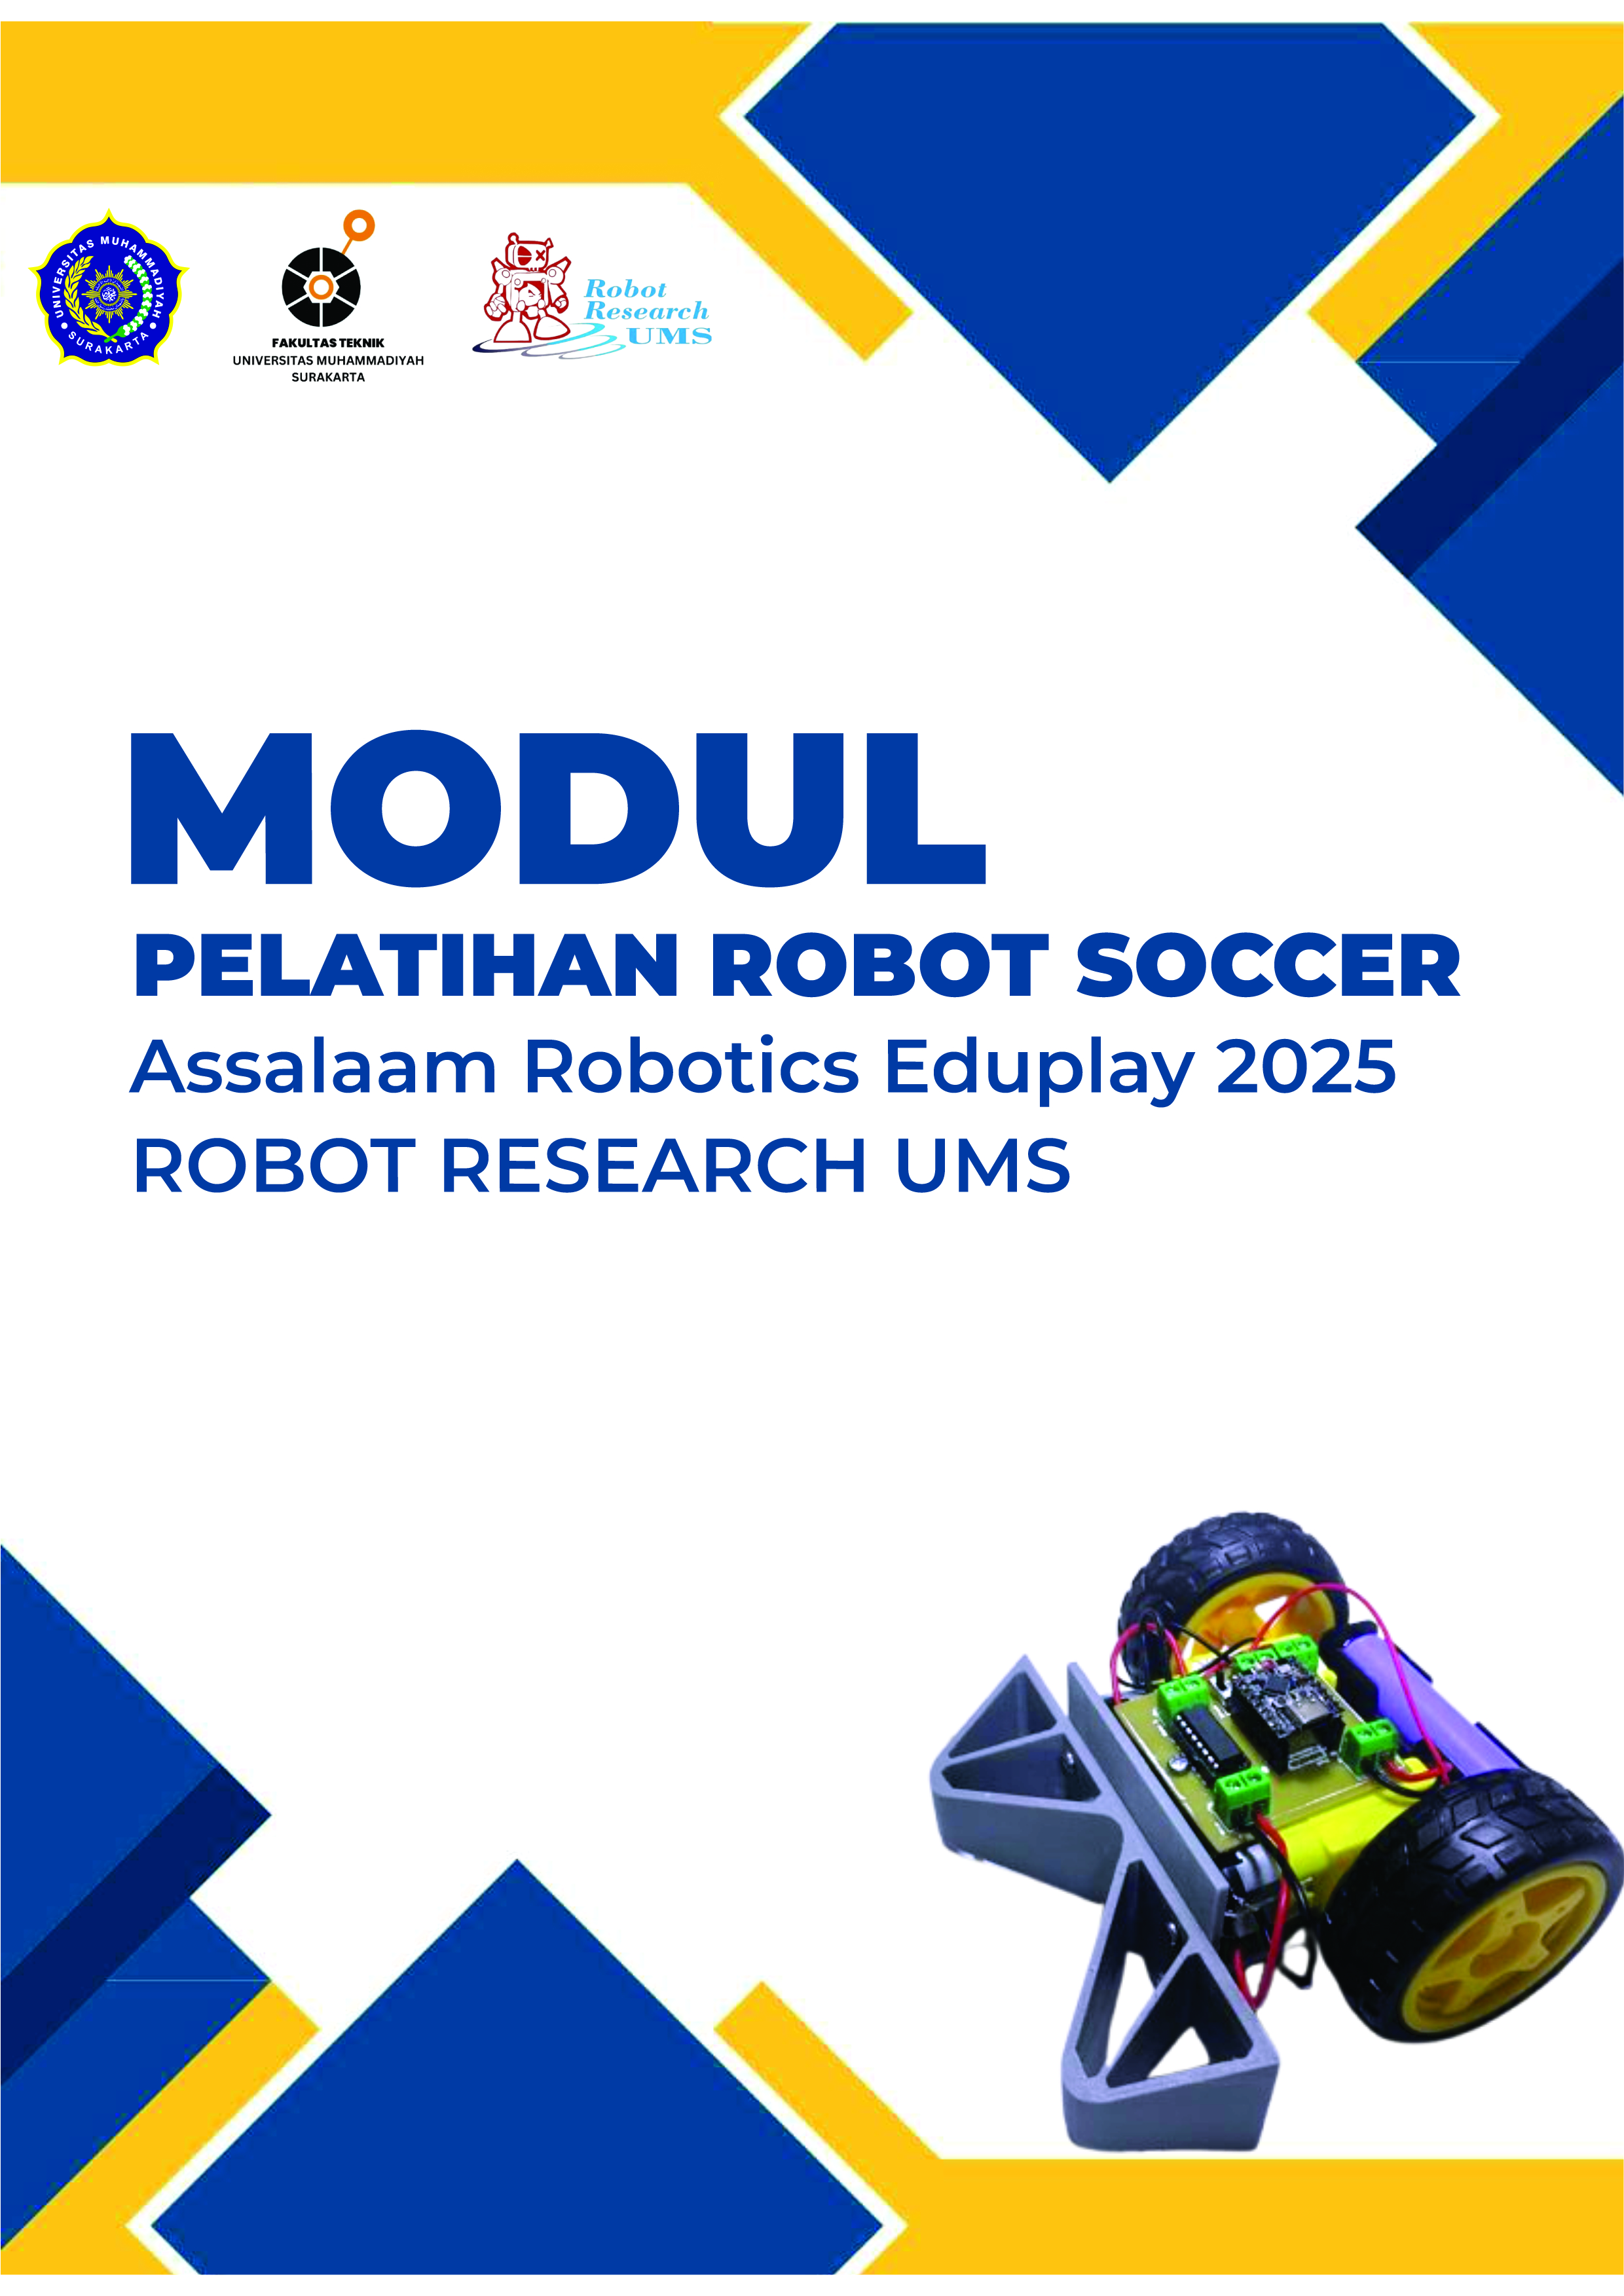 UNIVERSITAS MUHAMMADIYAH
SURAKARTA
FAKULTAS TEKNIK
UNIVERSITAS MUHAMMADIYAH
SURAKARTA
Robot
Research
UMS
MODUL
PELATIHAN ROBOT SOCCER
Assalaam Robotics Eduplay 2025
ROBOT RESEARCH UMS